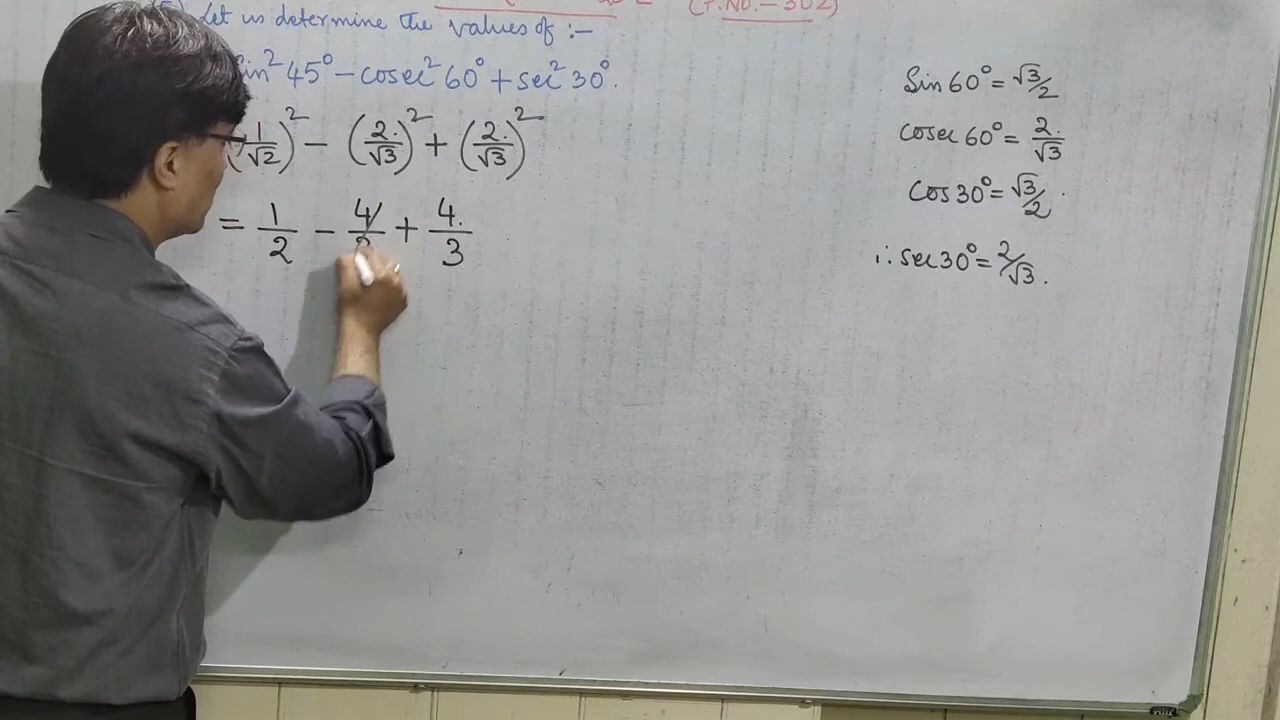 (P.NO.-302)
Let us determine the values of :-
sin² 45° - cosec² 60° + sec² 30°.
(1/√2)² - (2/√3)² + (2/√3)²
= 1/2 - 4/3 + 4/3
Sin 60° = √3/2
cosec 60° = 2/√3
cos 30° = √3/2
∴ sec 30° = 2/√3.